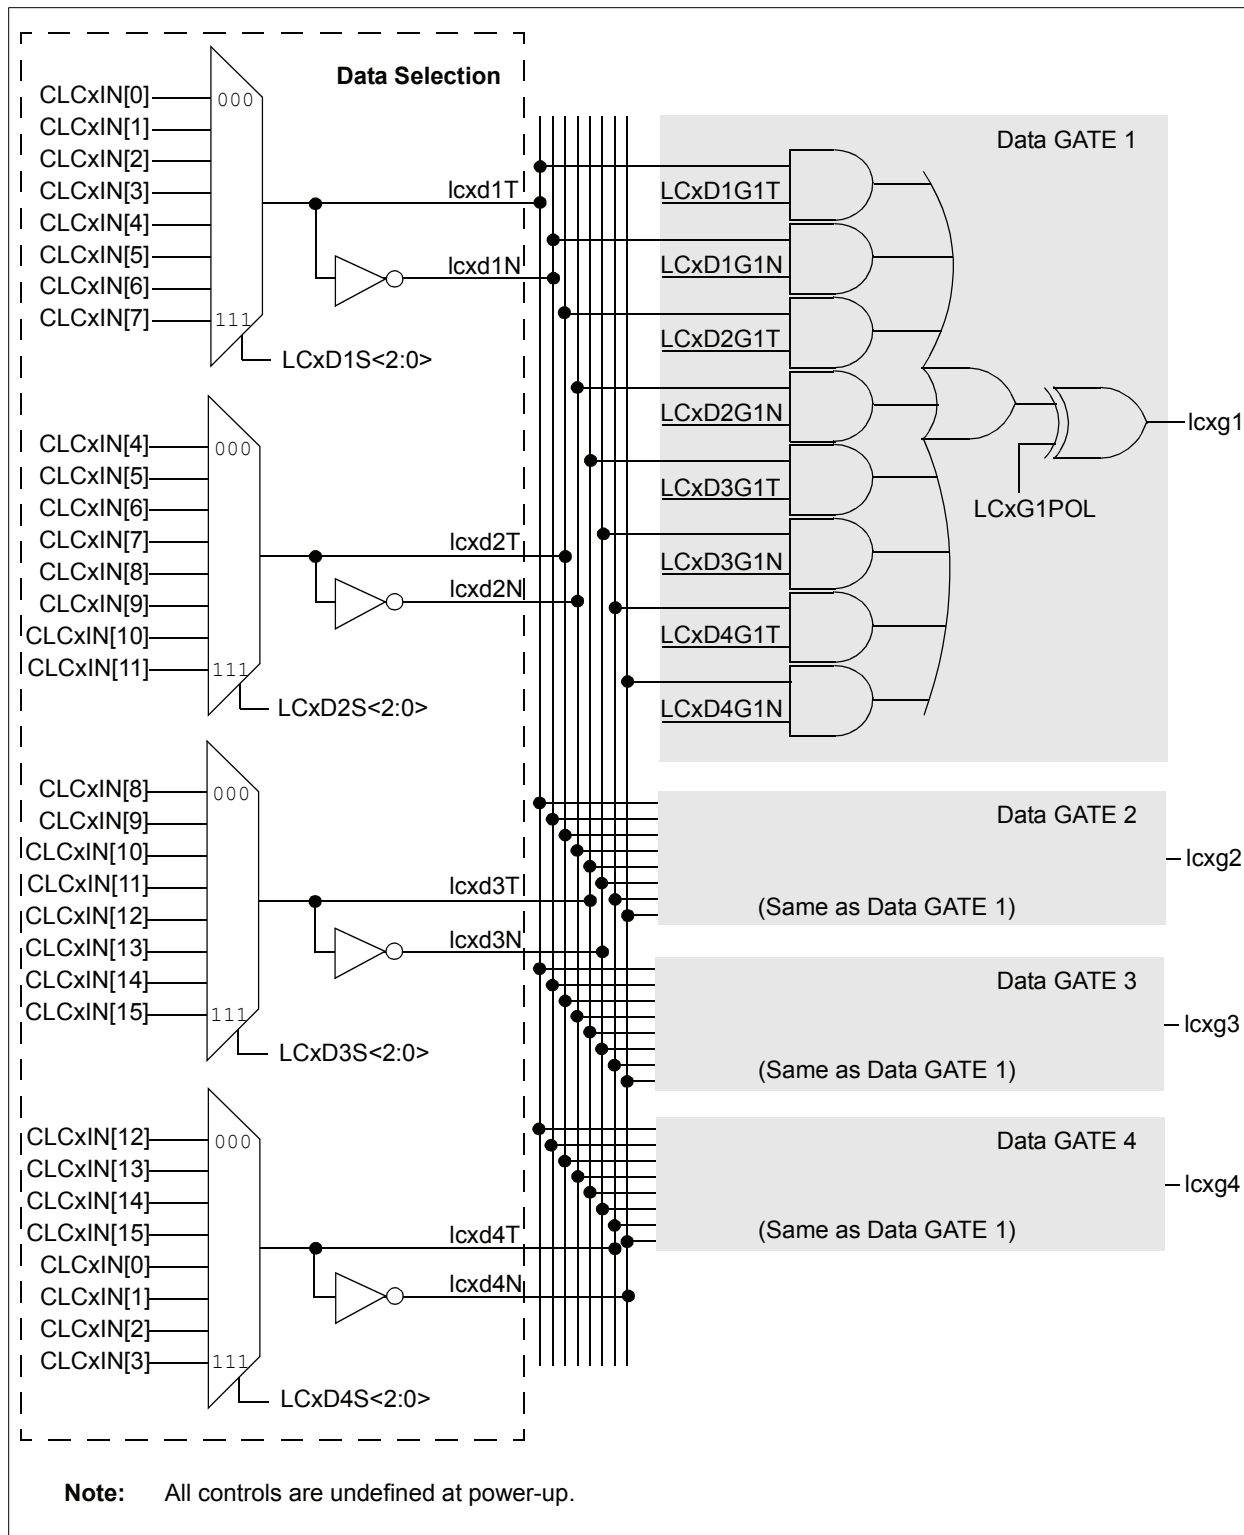 Data Selection
CLCxIN[0]
CLCxIN[1]
CLCxIN[2]
CLCxIN[3]
CLCxIN[4]
CLCxIN[5]
CLCxIN[6]
CLCxIN[7]
000
111
LCxD1S<2:0>
lcxd1T
lcxd1N
CLCxIN[4]
CLCxIN[5]
CLCxIN[6]
CLCxIN[7]
CLCxIN[8]
CLCxIN[9]
CLCxIN[10]
CLCxIN[11]
000
111
LCxD2S<2:0>
lcxd2T
lcxd2N
CLCxIN[8]
CLCxIN[9]
CLCxIN[10]
CLCxIN[11]
CLCxIN[12]
CLCxIN[13]
CLCxIN[14]
CLCxIN[15]
000
111
LCxD3S<2:0>
lcxd3T
lcxd3N
CLCxIN[12]
CLCxIN[13]
CLCxIN[14]
CLCxIN[15]
CLCxIN[0]
CLCxIN[1]
CLCxIN[2]
CLCxIN[3]
000
111
LCxD4S<2:0>
lcxd4T
lcxd4N
Data GATE 1
LCxD1G1T
LCxD1G1N
LCxD2G1T
LCxD2G1N
LCxD3G1T
LCxD3G1N
LCxD4G1T
LCxD4G1N
LCxG1POL
lcxg1
Data GATE 2
(Same as Data GATE 1)
lcxg2
Data GATE 3
(Same as Data GATE 1)
lcxg3
Data GATE 4
(Same as Data GATE 1)
lcxg4
Note: All controls are undefined at power-up.